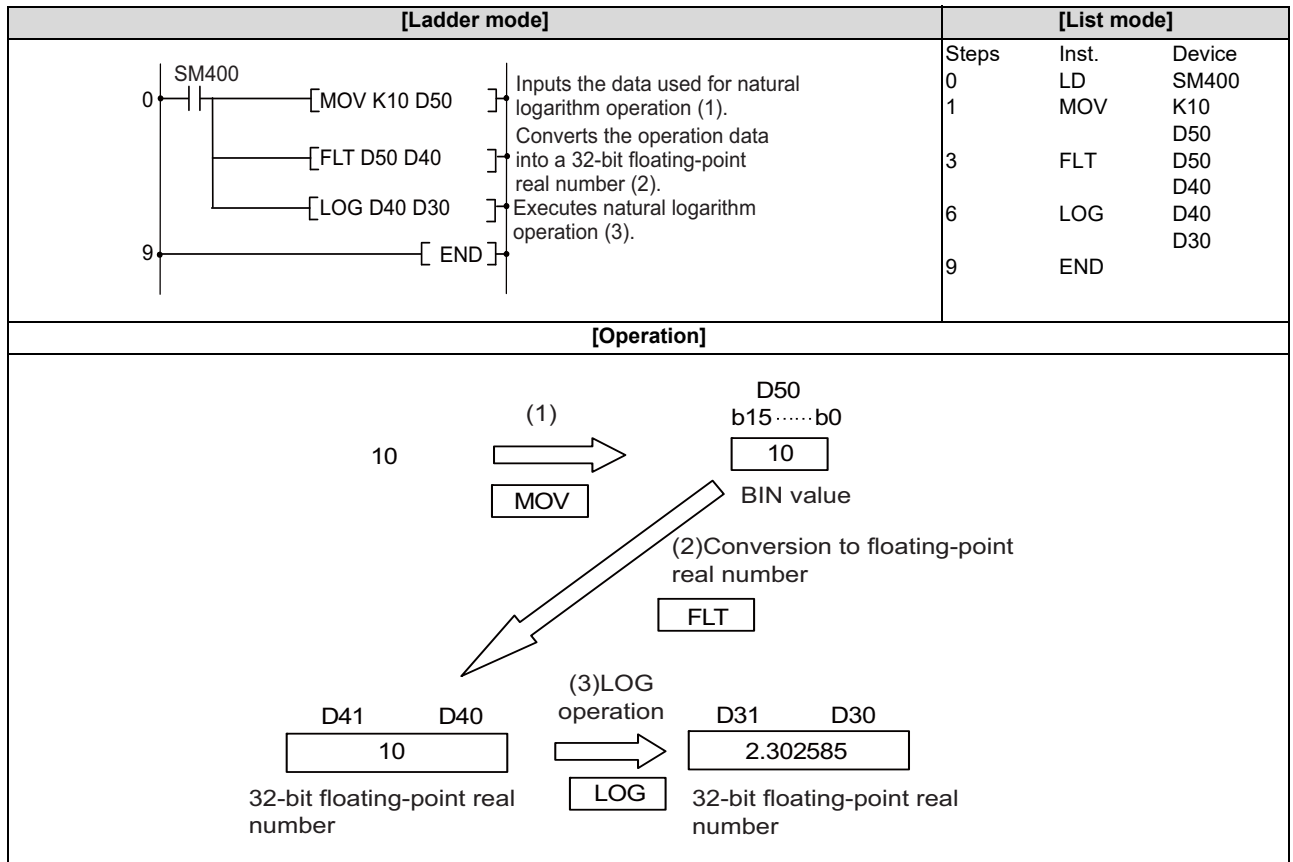 [Ladder mode]
[List mode]
SM400
0
[MOV K10 D50 ]
Inputs the data used for natural
logarithm operation (1).
[FLT D50 D40 ]
Converts the operation data
into a 32-bit floating-point
real number (2).
[LOG D40 D30 ]
Executes natural logarithm
operation (3).
9
[ END ]
Steps Inst. Device
0 LD SM400
1 MOV K10
D50
3 FLT D50
D40
6 LOG D40
D30
9 END
[Operation]
10
(1)
MOV
D50
b15······b0
10
BIN value
(2)Conversion to floating-point
real number
FLT
D41 D40
10
32-bit floating-point real
number
(3)LOG
operation
LOG
D31 D30
2.302585
32-bit floating-point real
number